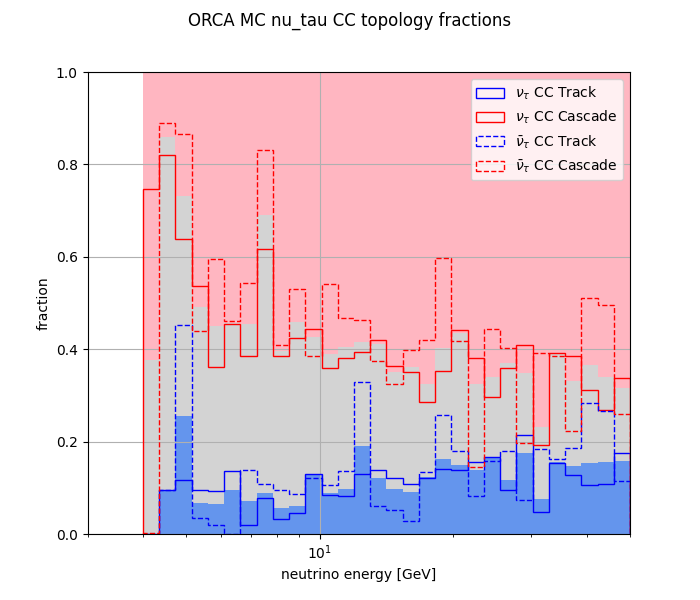 ORCA MC nu_tau CC topology fractions
1.0
0.8
0.6
0.4
0.2
0.0
fraction
ν_τ CC Track
ν_τ CC Cascade
ν̄_τ CC Track
ν̄_τ CC Cascade
10¹
neutrino energy [GeV]